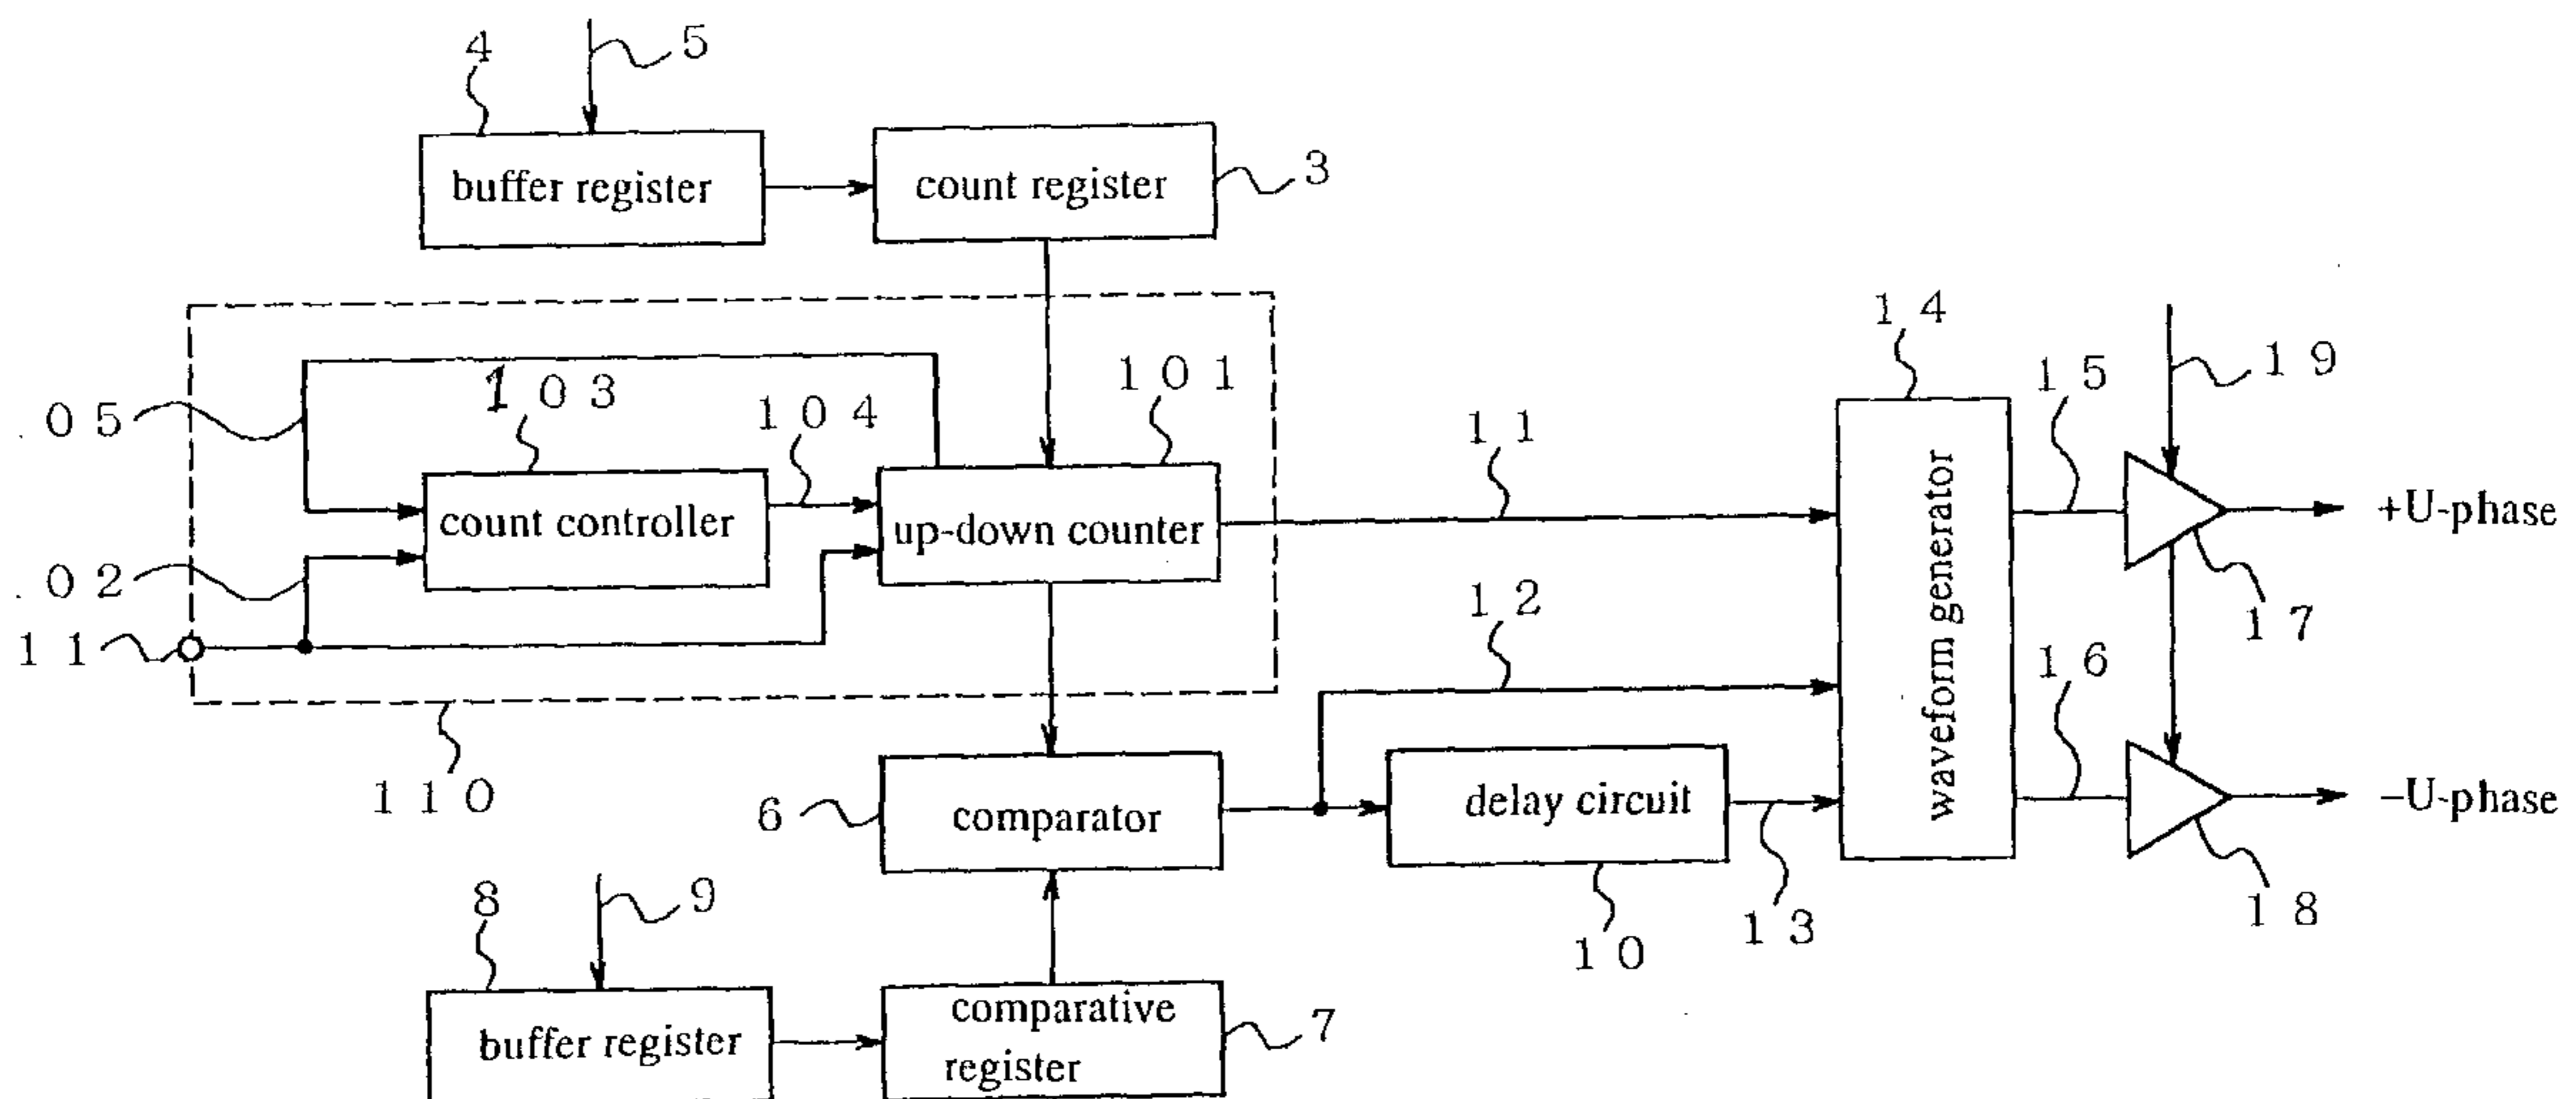 4
5
buffer register
count register
3
1 4
1 9
1 0 3
1 0 1
1 5
0 5
1 0 4
1 1
count controller
up-down counter
+U-phase
0 2
1 2
waveform generator
1 7
1 1
1 6
1 1 0
6
comparator
delay circuit
-U-phase
8
9
1 0
1 3
1 8
buffer register
comparative
register
7